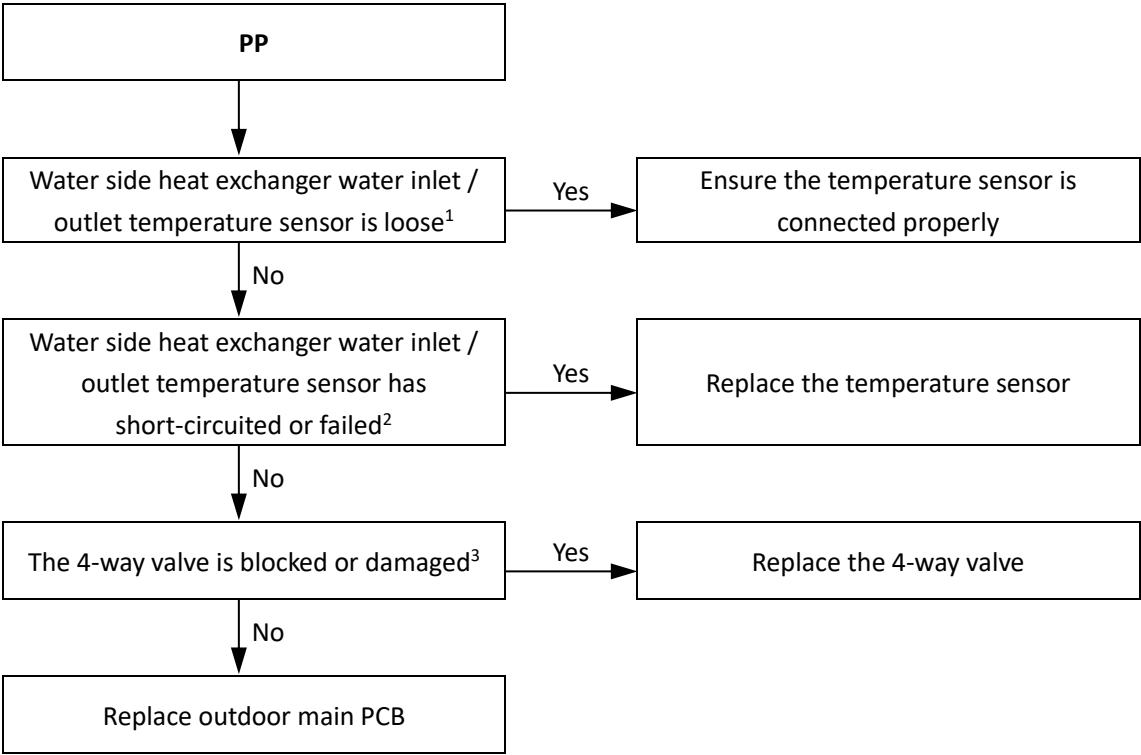 PP
Water side heat exchanger water inlet /
outlet temperature sensor is loose¹
Yes
Ensure the temperature sensor is
connected properly
No
Water side heat exchanger water inlet /
outlet temperature sensor has
short-circuited or failed²
Yes
Replace the temperature sensor
No
The 4-way valve is blocked or damaged³
Yes
Replace the 4-way valve
No
Replace outdoor main PCB